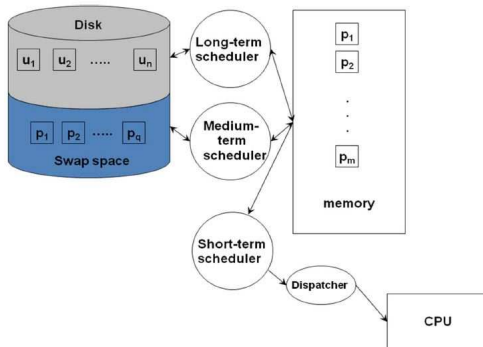 Disk
u1 u2 ..... un
p1 p2 ..... pq
Swap space
Long-term
scheduler
Medium-
term
scheduler
Short-term
scheduler
Dispatcher
p1
p2
.
.
.
pm
memory
CPU